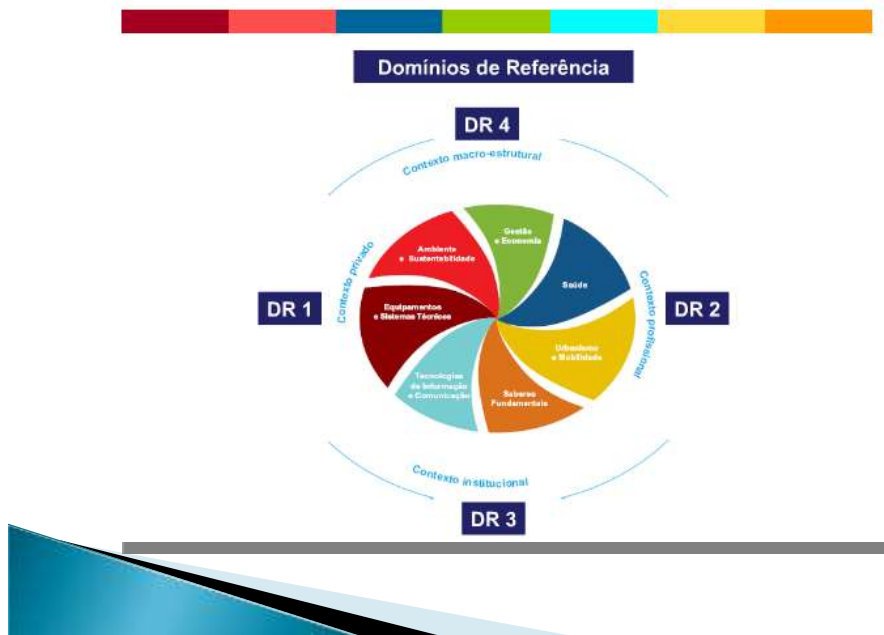 Domínios de Referência
DR 4
Contexto macro-estrutural
Gestão
e Economia
Ambiente
e Sustentabilidade
Saúde
Contexto privado
DR 1
Equipamentos
e Sistemas Técnicos
Contexto profissional
DR 2
Urbanismo
e Mobilidade
Tecnologias
de Informação
e Comunicação
Saberes
Fundamentais
Contexto institucional
DR 3